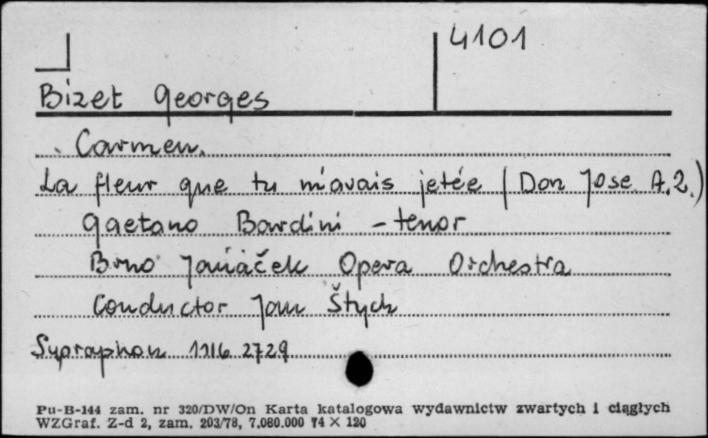 4101
Bizet Georges
Carmen.
La fleur que tu m'avais jetée (Don Jose A.2.)
Gaetano Bardini - tenor
Brno Janáček Opera Orchestra
Conductor Jan Štych
Supraphon 1116 2729
Pu-B-144 zam. nr 320/DW/On Karta katalogowa wydawnictw zwartych i ciągłych
WZGraf. Z-d 2, zam. 203/78, 7.080.000 74 × 120